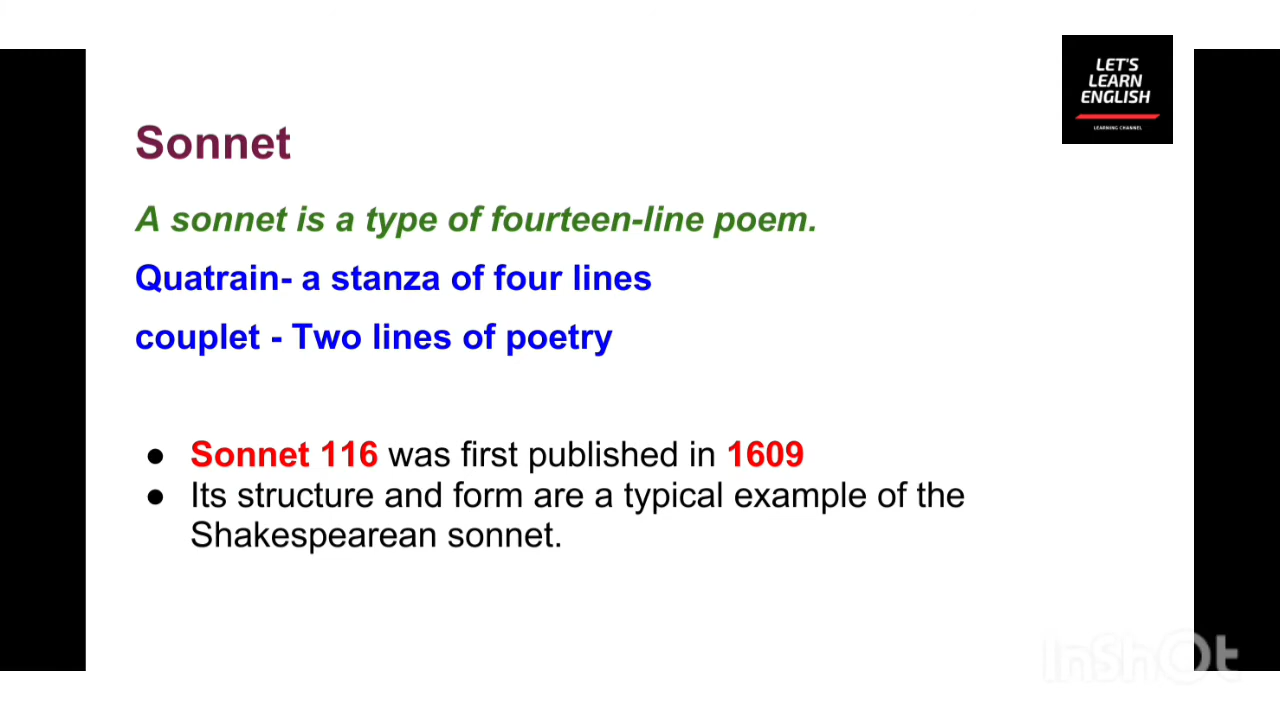 LET'S
LEARN
ENGLISH
LEARNING CHANNEL
Sonnet
A sonnet is a type of fourteen-line poem.
Quatrain- a stanza of four lines
couplet - Two lines of poetry
● Sonnet 116 was first published in 1609
● Its structure and form are a typical example of the
Shakespearean sonnet.
InShOt